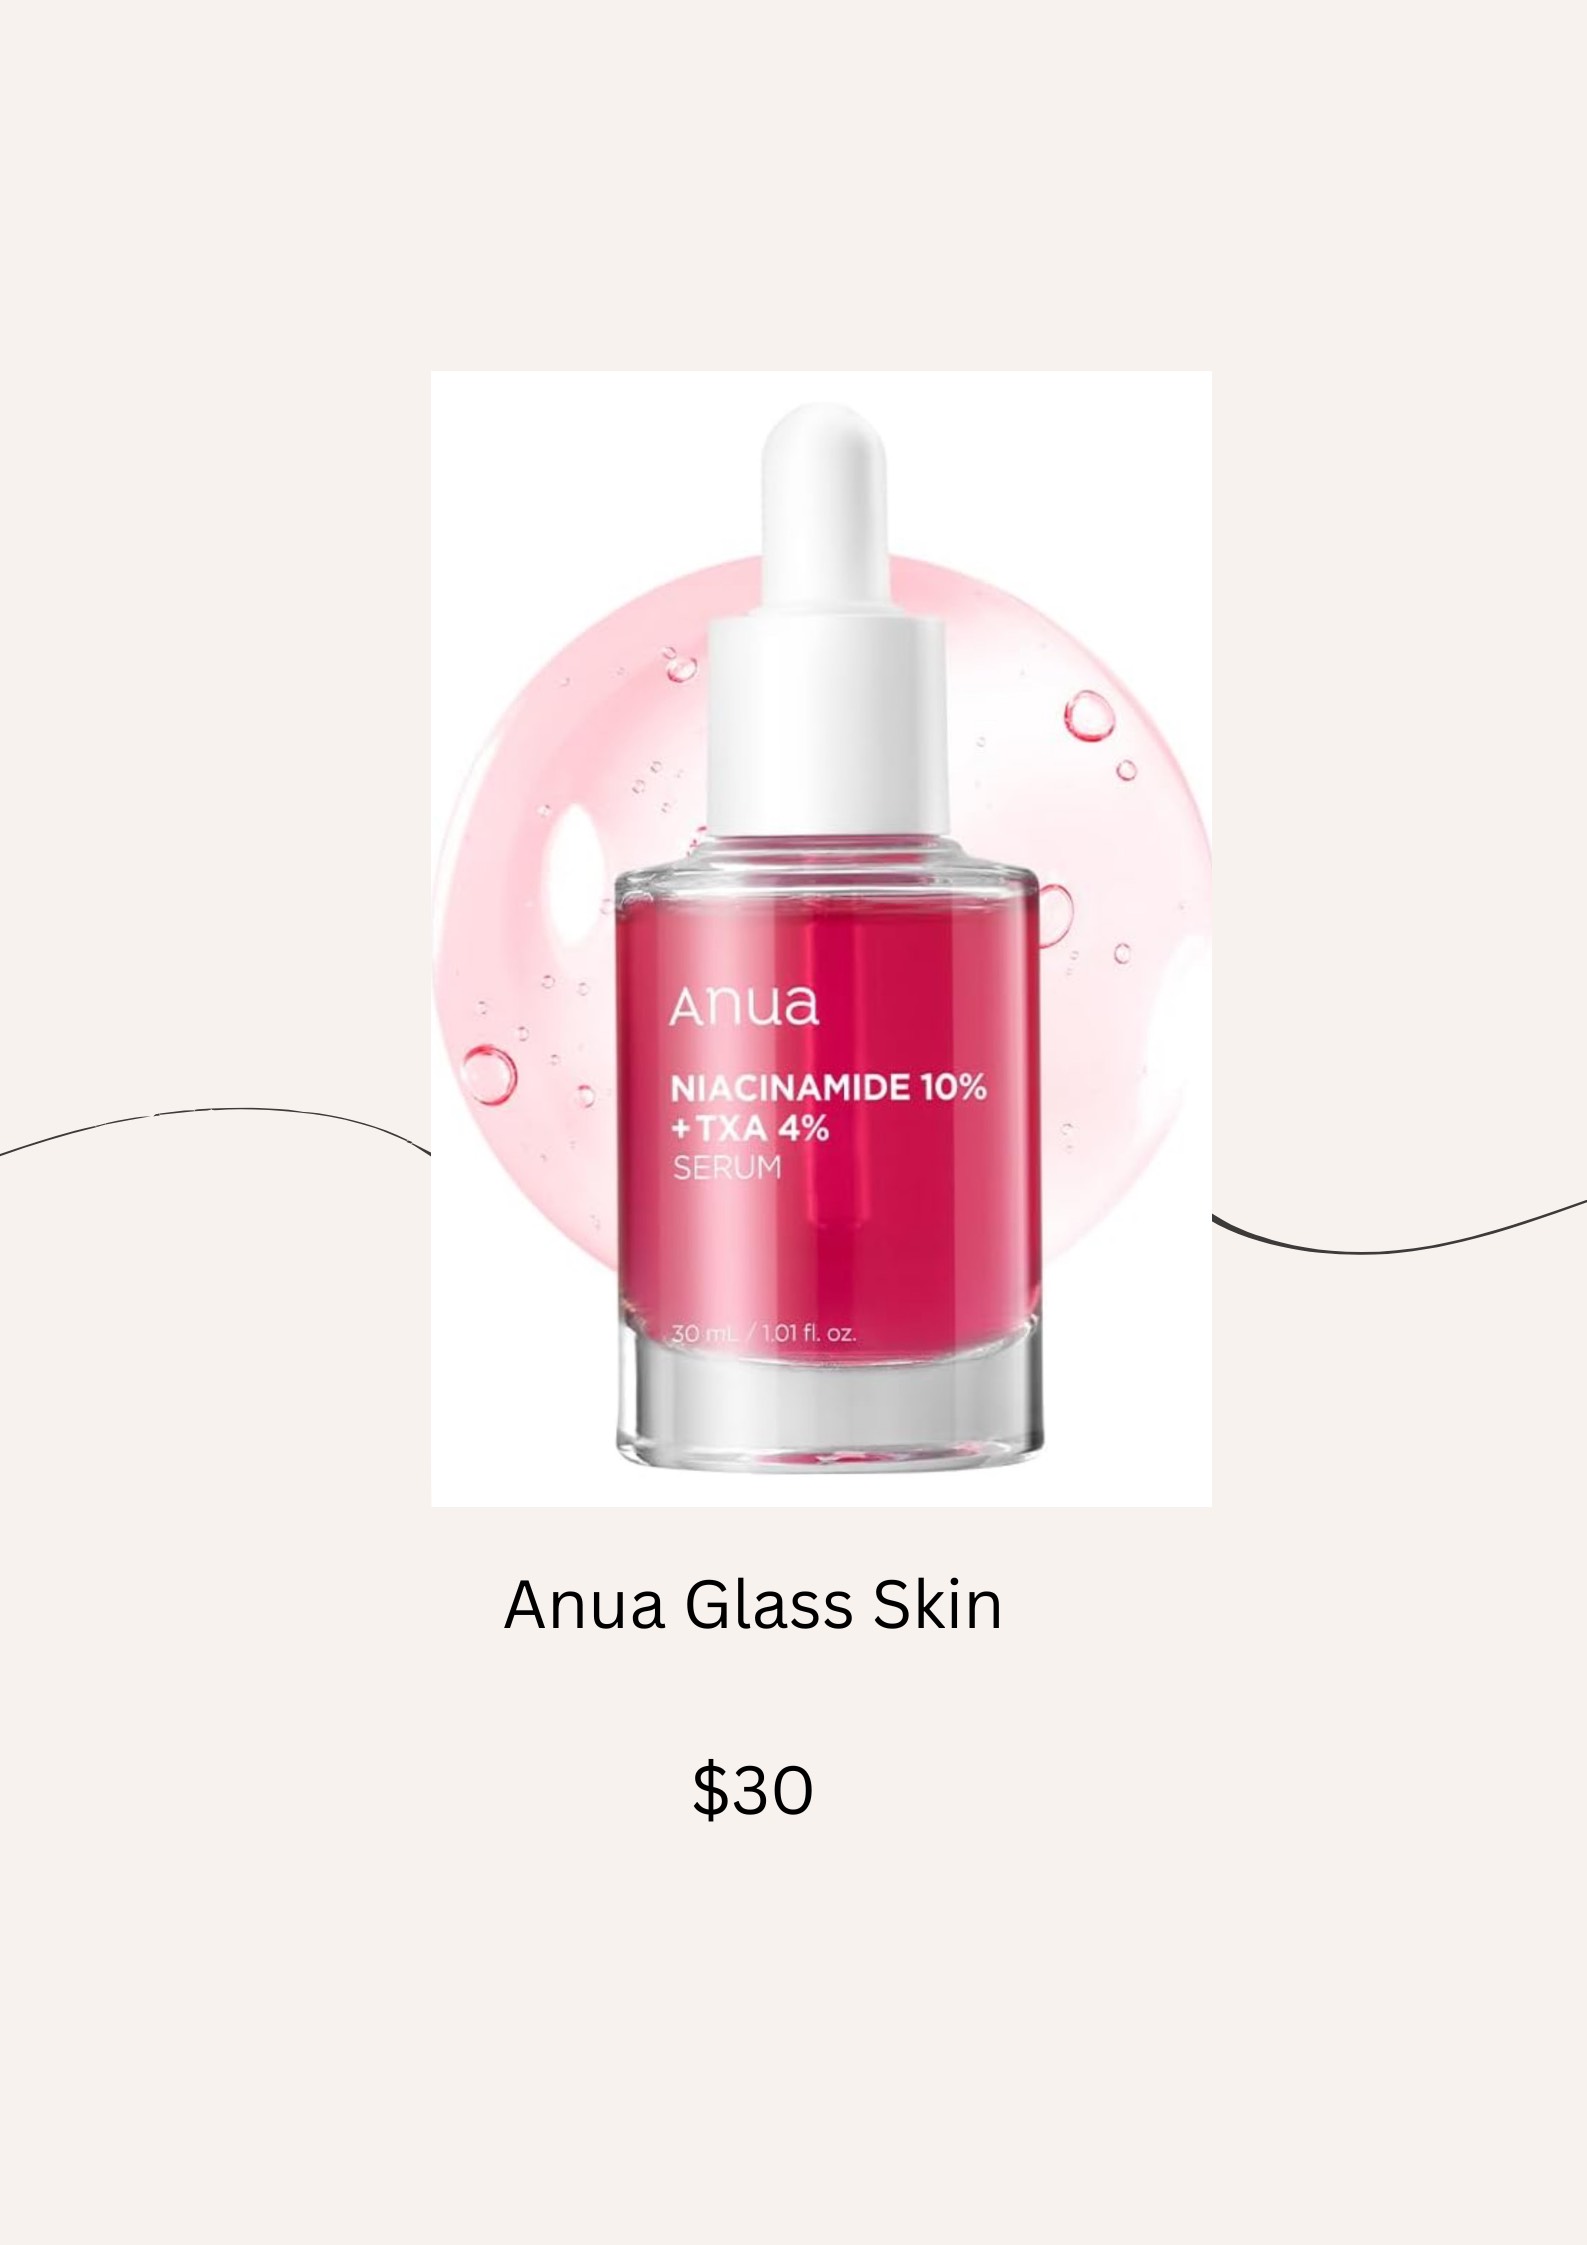 Anua
NIACINAMIDE 10%
+ TXA 4%
SERUM
30 mL / 1.01 fl. oz.
Anua Glass Skin
$30